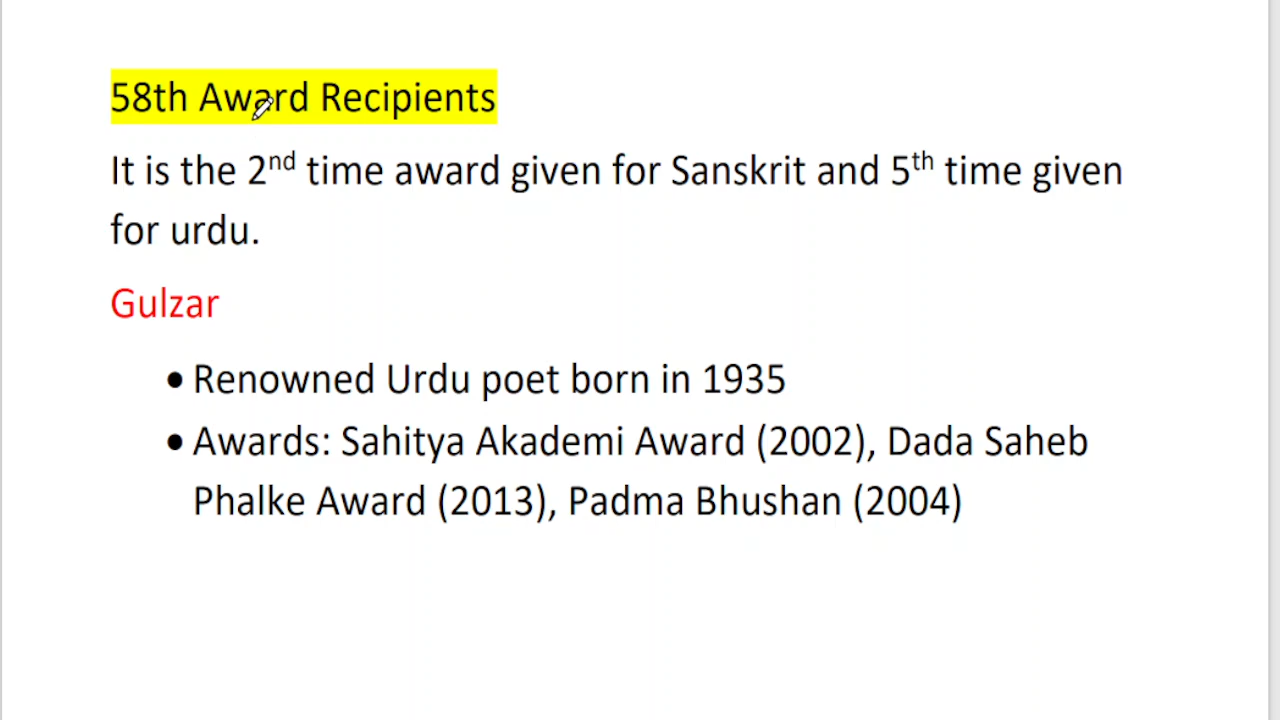 58th Award Recipients
It is the 2nd time award given for Sanskrit and 5th time given
for urdu.
Gulzar
• Renowned Urdu poet born in 1935
• Awards: Sahitya Akademi Award (2002), Dada Saheb
Phalke Award (2013), Padma Bhushan (2004)